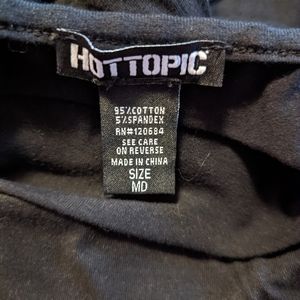 HOTTOPIC
95%COTTON
5%SPANDEX
RN#120684
SEE CARE
ON REVERSE
MADE IN CHINA
SIZE
MD